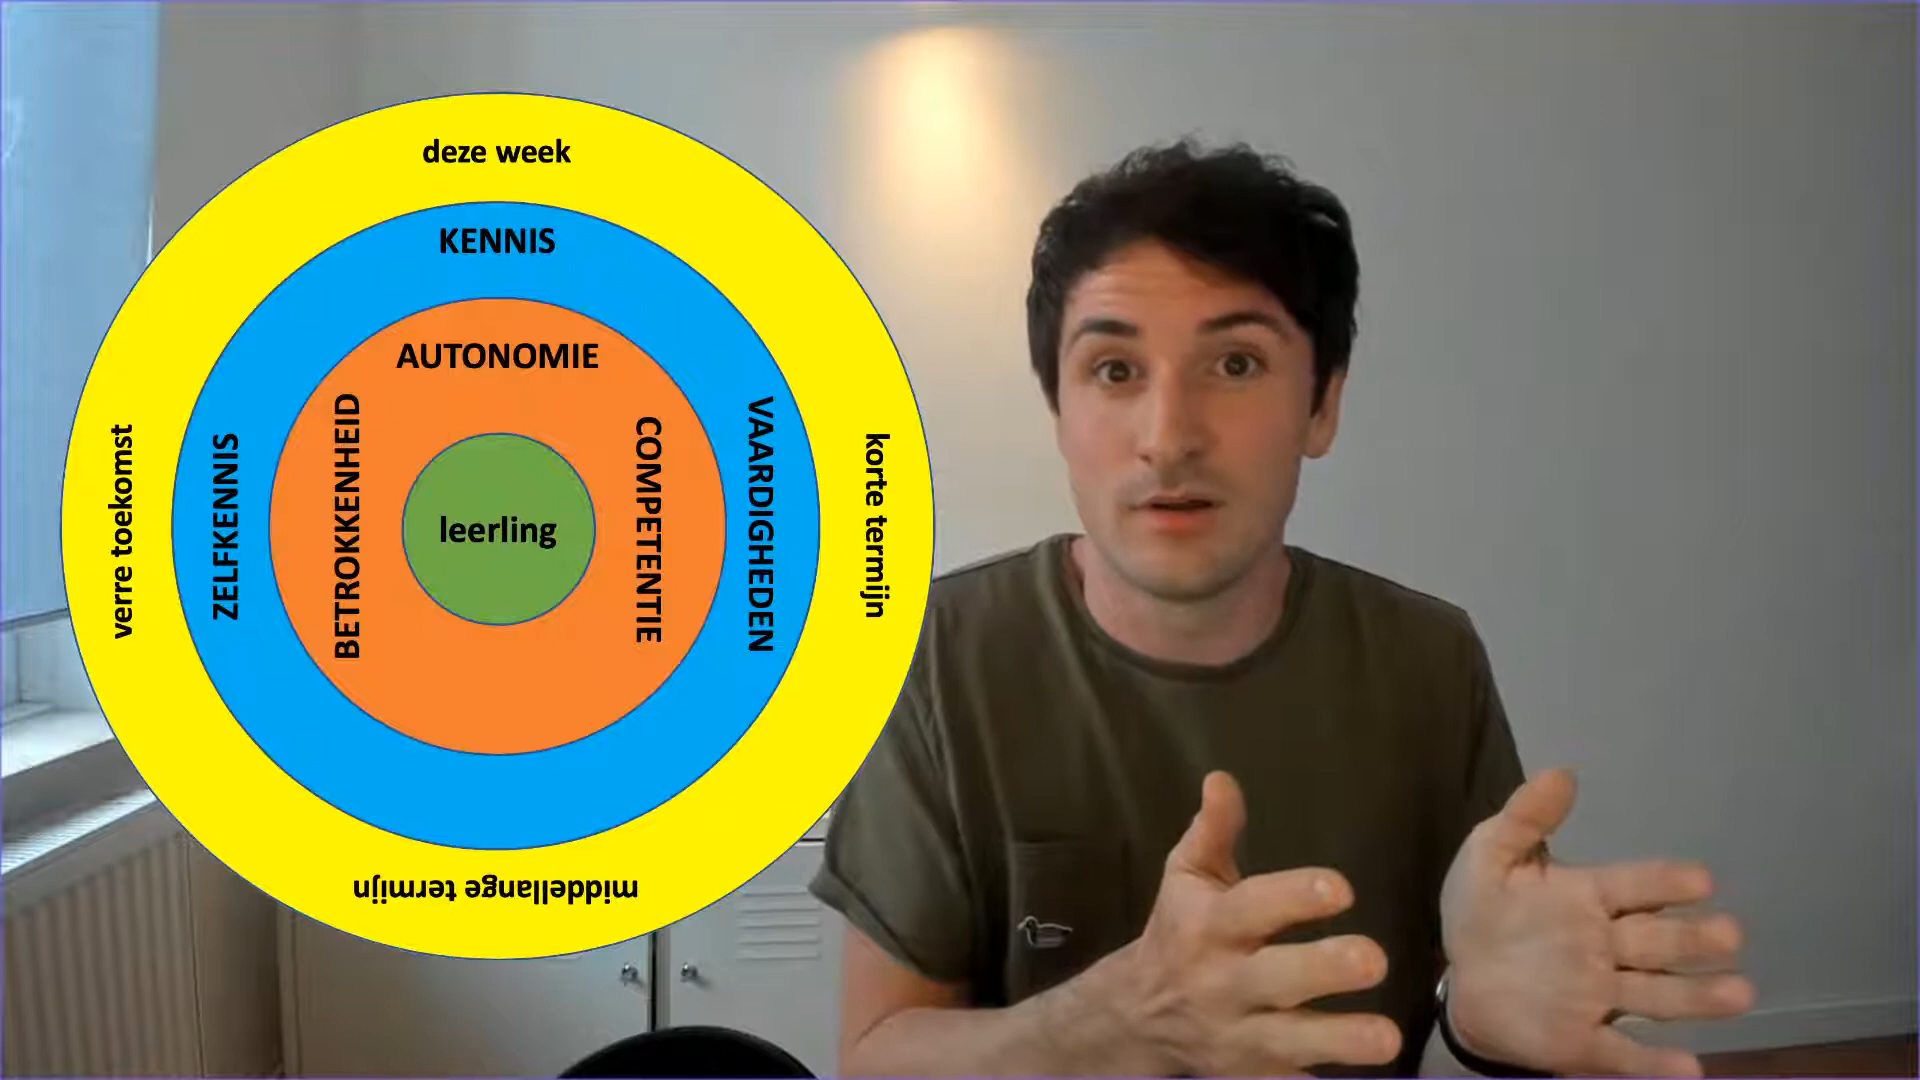 deze week
KENNIS
AUTONOMIE
verre toekomst
ZELFKENNIS
BETROKKENHEID
leerling
COMPETENTIE
VAARDIGHEDEN
korte termijn
middellange termijn